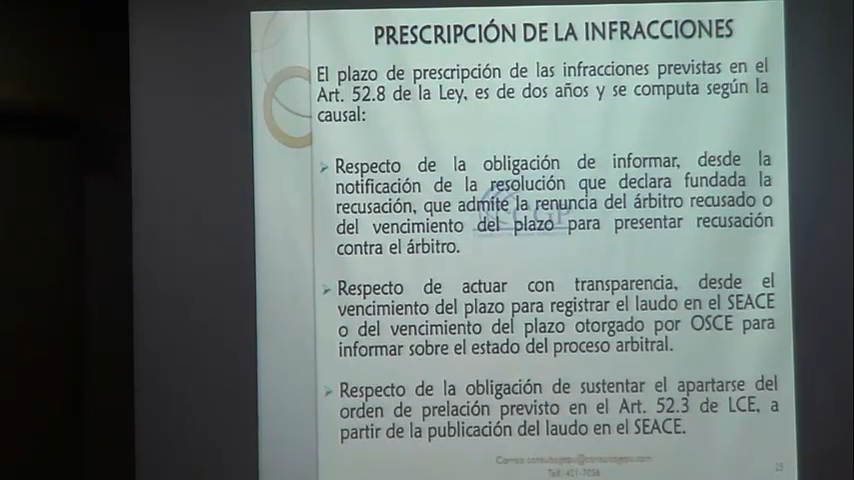 PRESCRIPCIÓN DE LA INFRACCIONES
El plazo de prescripción de las infracciones previstas en el
Art. 52.8 de la Ley, es de dos años y se computa según la
causal:
Respecto de la obligación de informar, desde la
notificación de la resolución que declara fundada la
recusación, que admite la renuncia del árbitro recusado o
del vencimiento del plazo para presentar recusación
contra el árbitro.
Respecto de actuar con transparencia, desde el
vencimiento del plazo para registrar el laudo en el SEACE
o del vencimiento del plazo otorgado por OSCE para
informar sobre el estado del proceso arbitral.
Respecto de la obligación de sustentar el apartarse del
orden de prelación previsto en el Art. 52.3 de LCE, a
partir de la publicación del laudo en el SEACE.